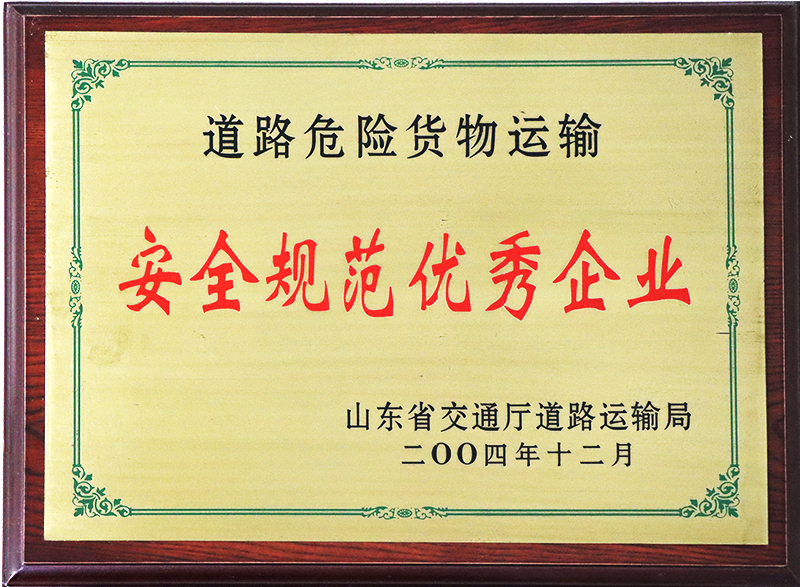 道路危险货物运输
安全规范优秀企业
山东省交通厅道路运输局
二OO四年十二月